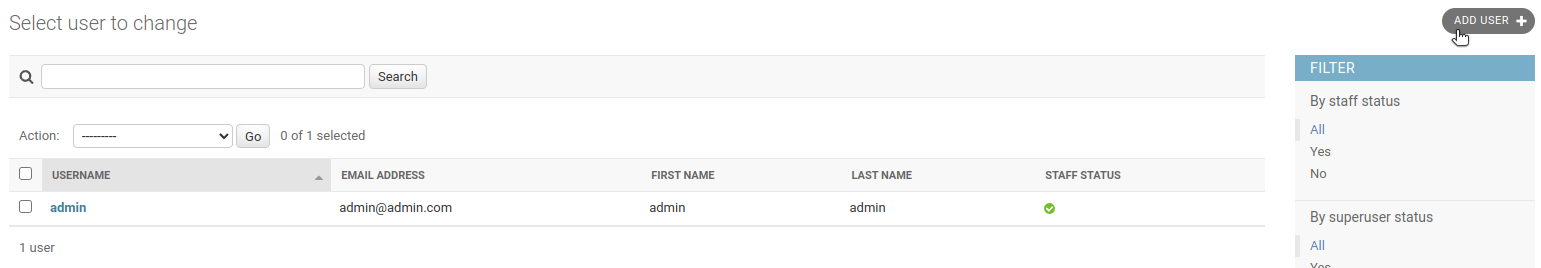 Select user to change
ADD USER
Search
Action: --------- Go 0 of 1 selected
USERNAME EMAIL ADDRESS FIRST NAME LAST NAME STAFF STATUS
admin admin@admin.com admin admin
1 user
FILTER
By staff status
All
Yes
No
By superuser status
All
Yes